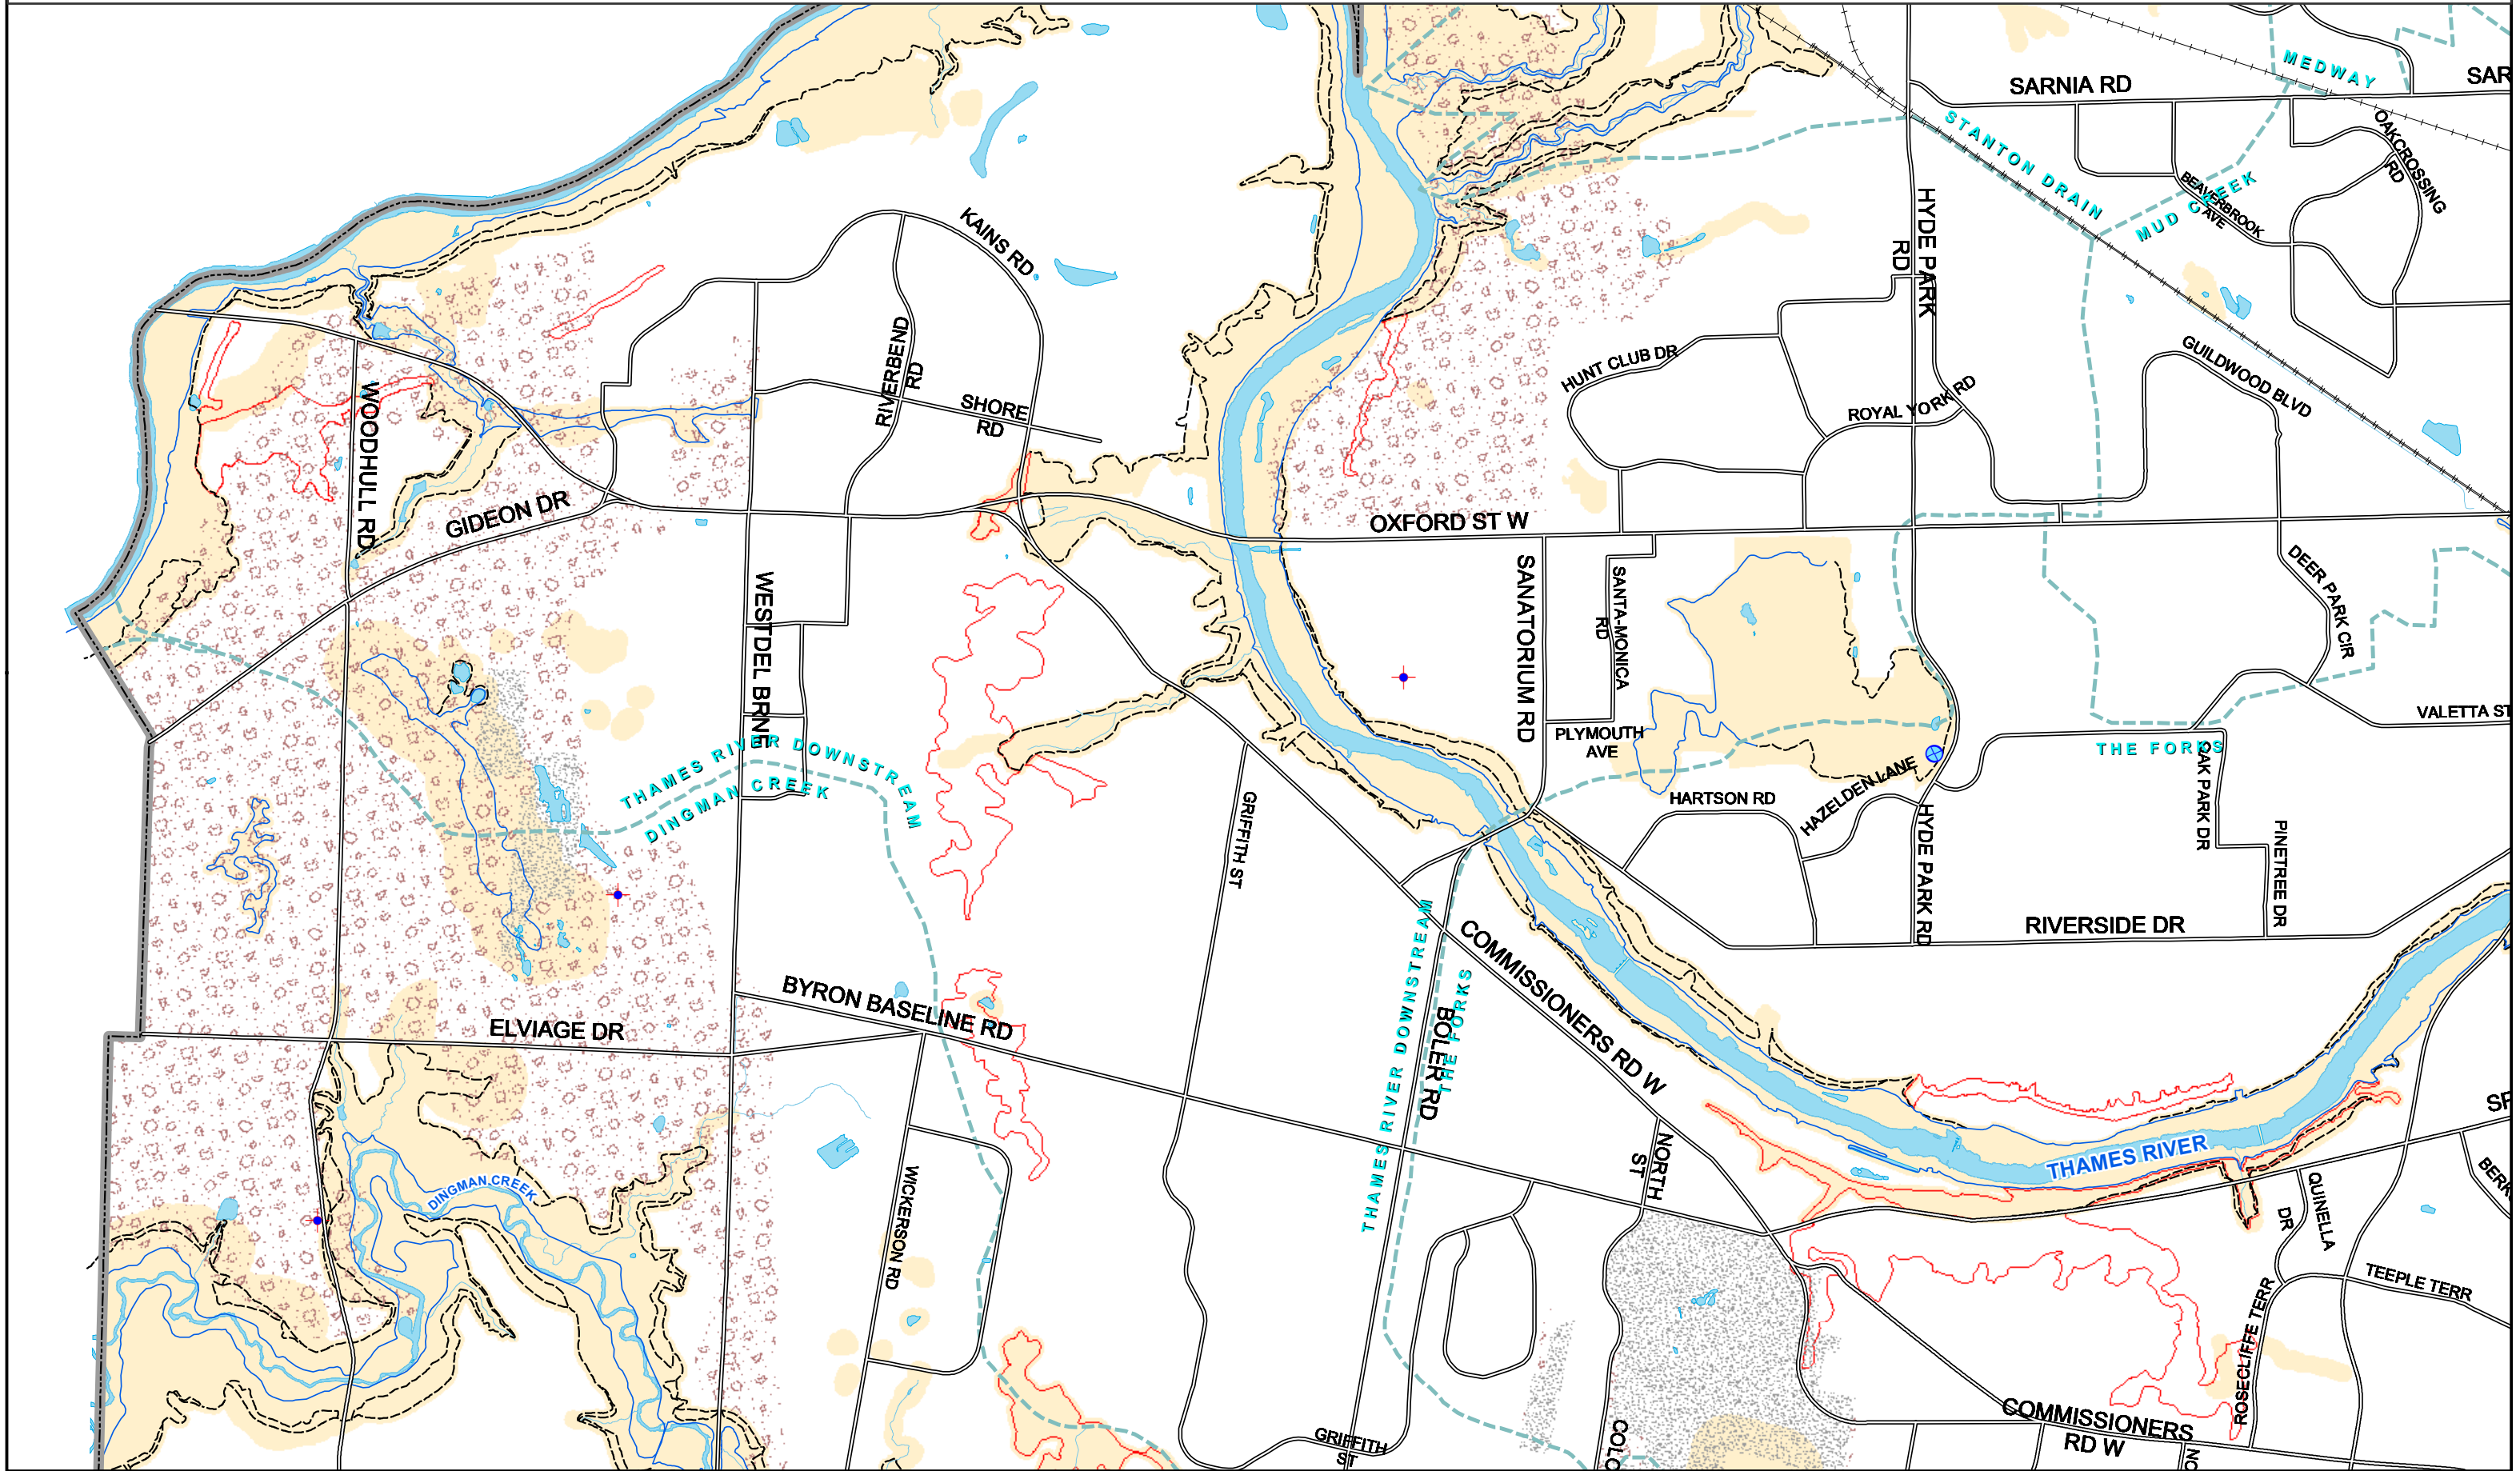 MEDWAY
SARNIA RD
SAR
STANTON DRAIN
OAKCROSSING
RD
BEAVERBROOK
AVE
MUD CREEK
KAINS RD
HYDE PARK
RD
RIVERBEND
RD
SHORE
RD
HUNT CLUB DR
ROYAL YORK RD
GUILDWOOD BLVD
WOODHULL RD
GIDEON DR
OXFORD ST W
SANATORIUM RD
SANTA-MONICA
RD
DEER PARK CIR
WESTDEL BRNE
PLYMOUTH
AVE
VALETTA ST
THE FORKS
OAK PARK DR
THAMES RIVER DOWNSTREAM
DINGMAN CREEK
HAZELDEN LANE
HARTSON RD
GRIFFITH ST
HYDE PARK RD
PINETREE DR
RIVERSIDE DR
COMMISSIONERS RD W
THAMES RIVER DOWNSTREAM
THE FORKS
BOLER RD
BYRON BASELINE RD
ELVIAGE DR
THAMES RIVER
NORTH
ST
DINGMAN CREEK
WICKERSON RD
QUINELLA
DR
BERK
TEEPLE TERR
ROSECLIFFE TERR
COMMISSIONERS
RD W
GRIFFITH
ST
COLO